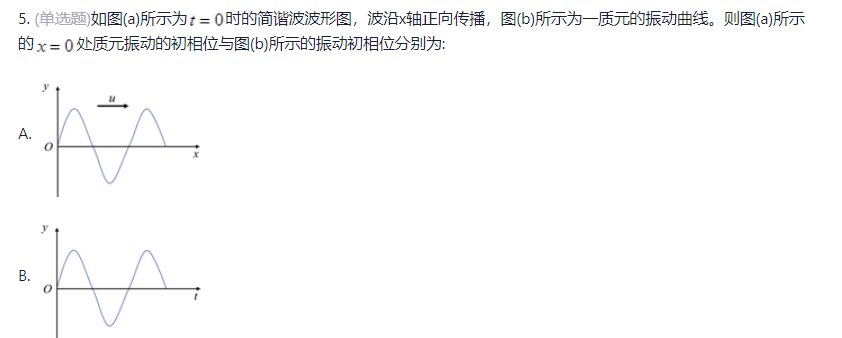 5. (单选题)如图(a)所示为t = 0时的简谐波波形图，波沿x轴正向传播，图(b)所示为一质元的振动曲线。则图(a)所示
的x = 0处质元振动的初相位与图(b)所示的振动初相位分别为:
y
u
A.
O
x
y
B.
O
t